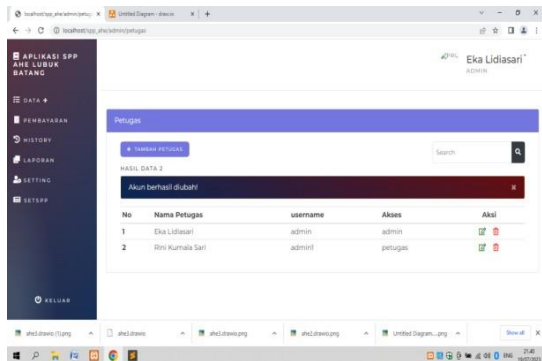 localhost/spp_ahe/admin/petug
Untitled Diagram - draw.io
localhost/spp_ahe/admin/petugas
APLIKASI SPP
AHE LUBUK
BATANG
Eka Lidiasari
ADMIN
DATA
PEMBAYARAN
HISTORY
LAPORAN
SETTING
SETSPP
KELUAR
Petugas
+ TAMBAH PETUGAS
Search
HASIL DATA 2
Akun berhasil diubah!
No Nama Petugas username Akses Aksi
1 Eka Lidiasari admin admin
2 Rini Kumala Sari admin1 petugas
ahe3.drawio (1).png
ahe3.drawio
ahe3.drawio.png
ahe2.drawio.png
Untitled Diagram....png
Show all
IND
21.40